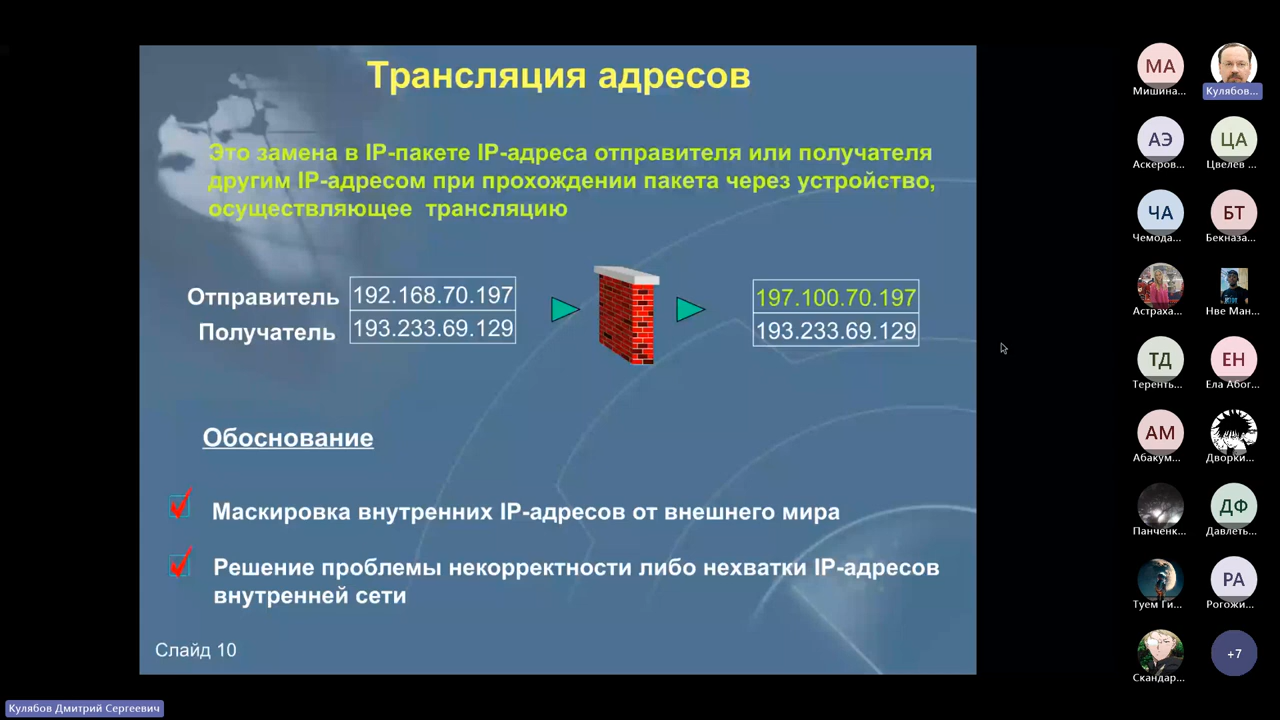 Трансляция адресов
Это замена в IP-пакете IP-адреса отправителя или получателя
другим IP-адресом при прохождении пакета через устройство,
осуществляющее трансляцию
Отправитель 192.168.70.197 197.100.70.197
Получатель 193.233.69.129 193.233.69.129
Обоснование
Маскировка внутренних IP-адресов от внешнего мира
Решение проблемы некорректности либо нехватки IP-адресов
внутренней сети
Слайд 10
Кулябов Дмитрий Сергеевич
МА
Мишина...
Кулябов...
АЭ
Аскеров...
ЦА
Цвелев ...
ЧА
Чемода...
БТ
Бекназа...
Астраха...
Нве Ман...
ТД
Теренть...
ЕН
Ела Абог...
АМ
Абакум...
Дворки...
Панченк...
ДФ
Давлеть...
Туем Ги...
РА
Рогожи...
Скандар...
+7